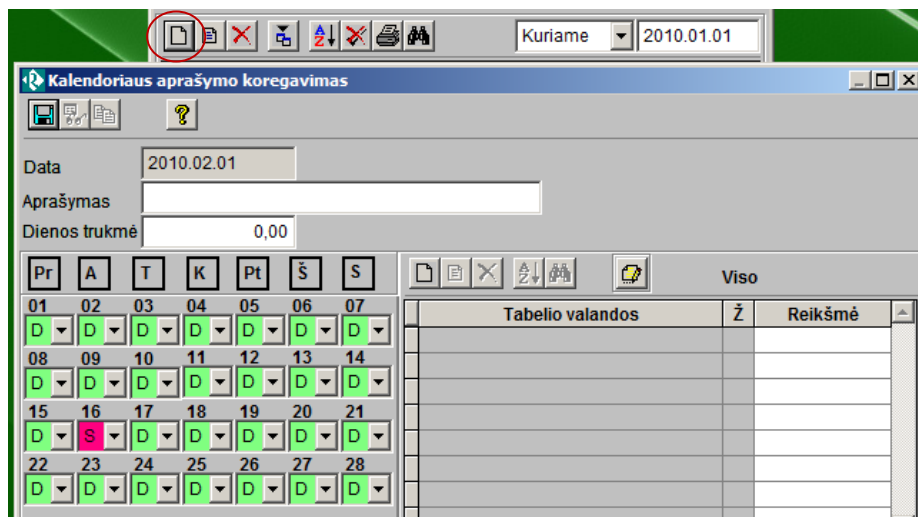 Kuriame 2010.01.01
Kalendoriaus aprašymo koregavimas
Data 2010.02.01
Aprašymas
Dienos trukmė 0,00
Pr A T K Pt Š S
Viso
01 02 03 04 05 06 07
D D D D D D D
Tabelio valandos Ž Reikšmė
08 09 10 11 12 13 14
D D D D D D D
15 16 17 18 19 20 21
D S D D D D D
22 23 24 25 26 27 28
D D D D D D D